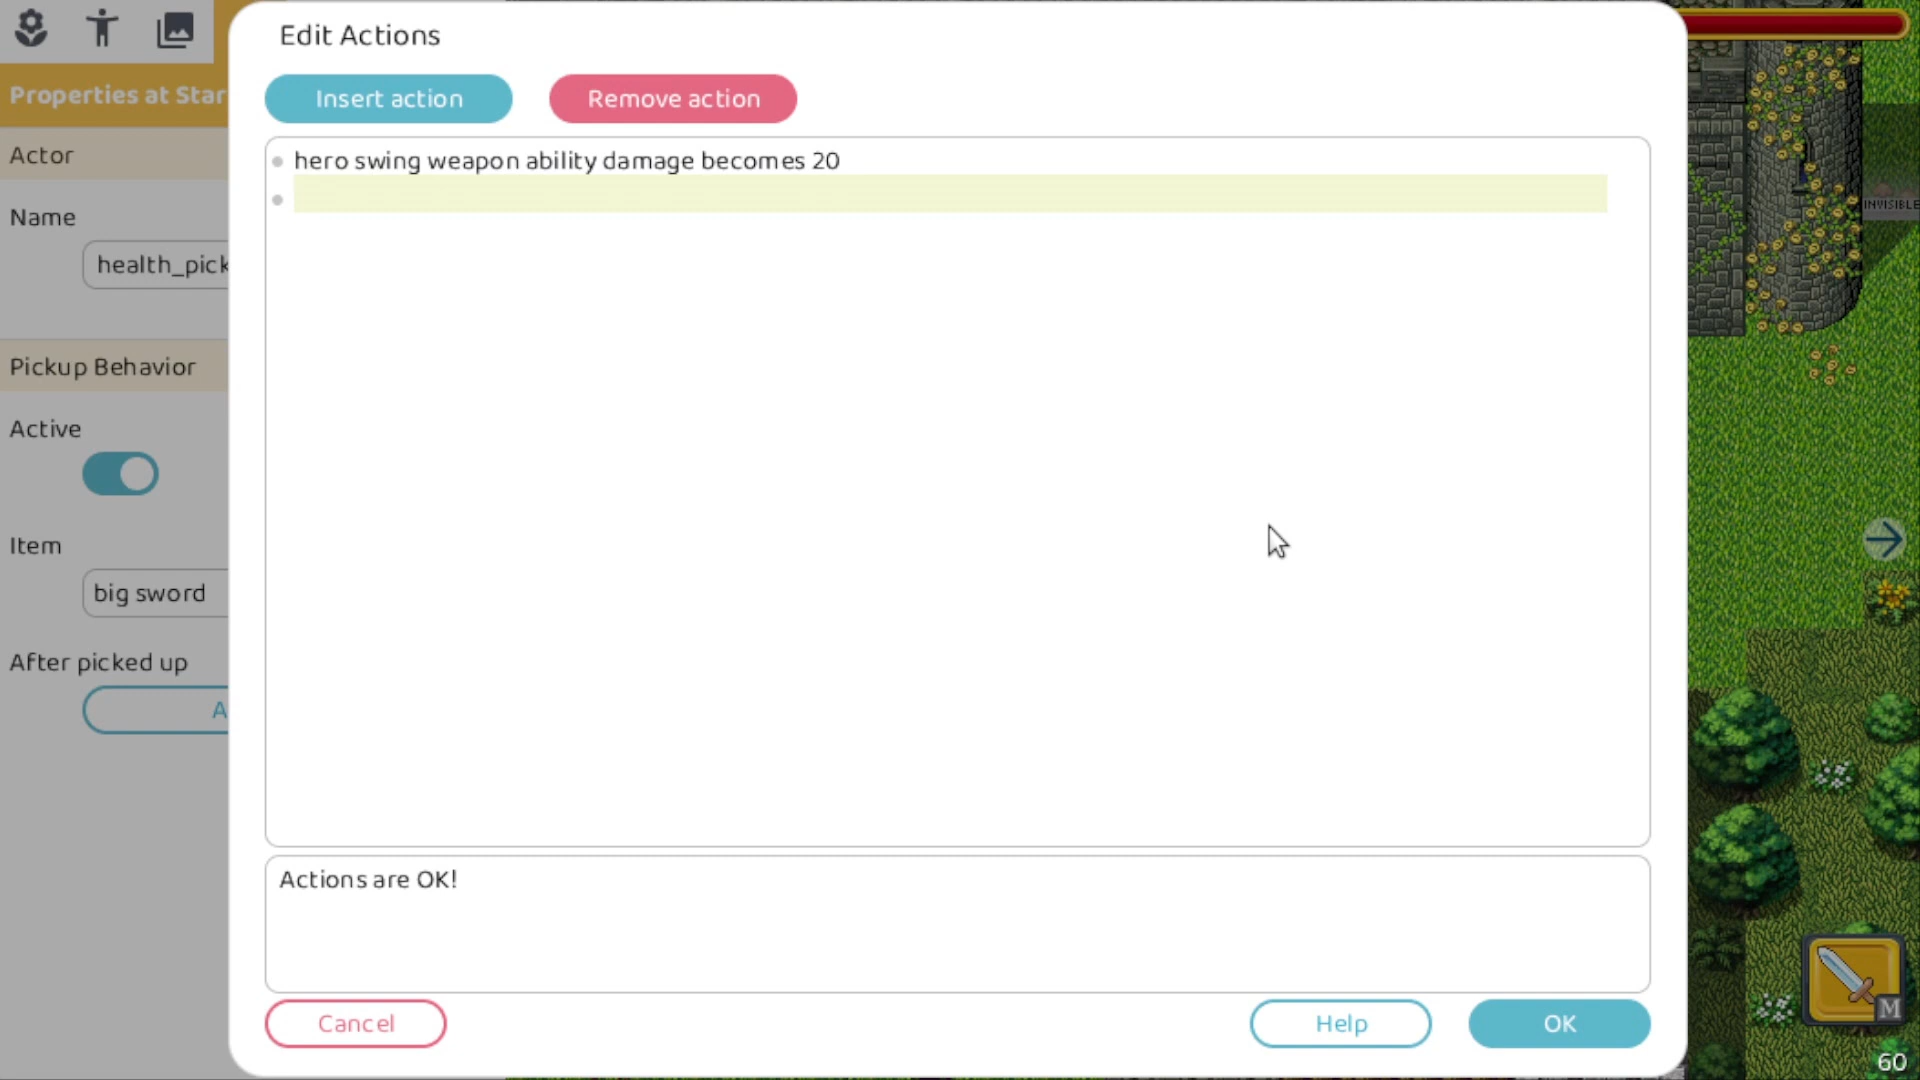 Edit Actions
Insert action
Remove action
Properties at Star
Actor
hero swing weapon ability damage becomes 20
INVISIBLE
Name
health_pick
Pickup Behavior
Active
Item
big sword
After picked up
A
Actions are OK!
Cancel
Help
OK
M
60